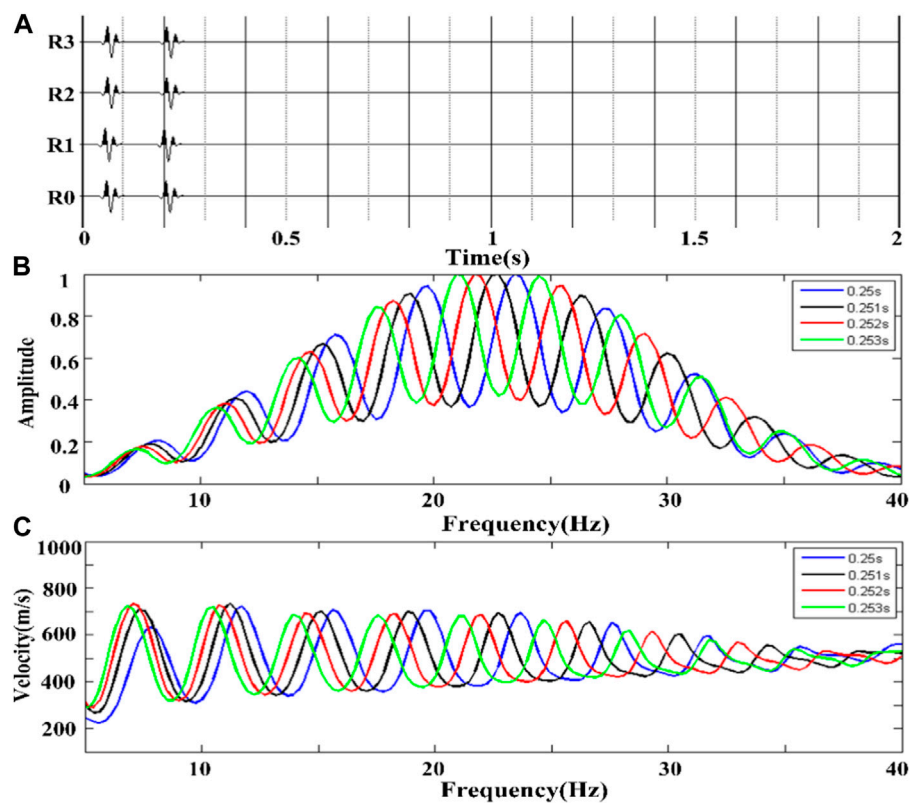 A
R3
R2
R1
R0
0 0.5 1 1.5 2
Time(s)
B
1
0.8
0.6
0.4
0.2
0
Amplitude
0.25s
0.251s
0.252s
0.253s
10 20 30 40
Frequency(Hz)
C
1000
800
600
400
200
Velocity(m/s)
0.25s
0.251s
0.252s
0.253s
10 20 30 40
Frequency(Hz)